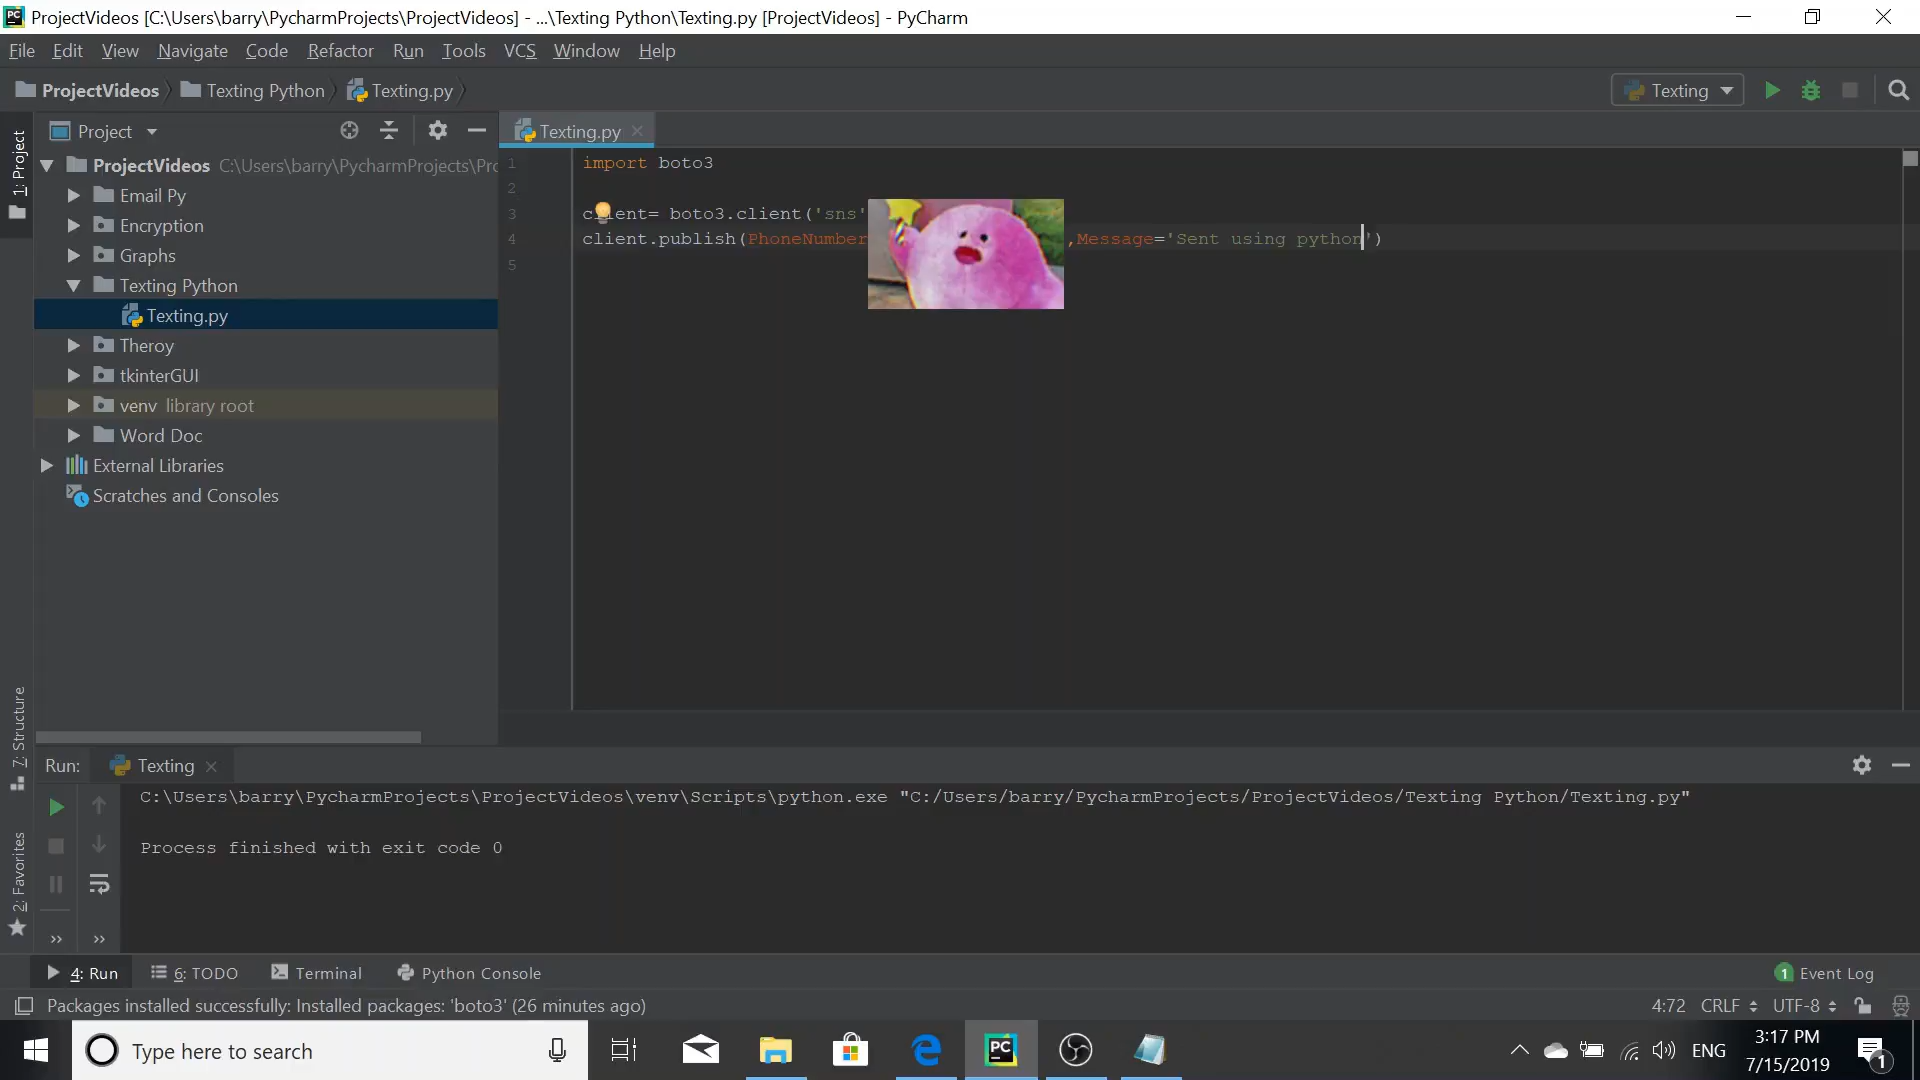 ProjectVideos [C:\Users\barry\PycharmProjects\ProjectVideos] - ...\Texting Python\Texting.py [ProjectVideos] - PyCharm
File Edit View Navigate Code Refactor Run Tools VCS Window Help
ProjectVideos Texting Python Texting.py Texting
1: Project
Project
Texting.py
ProjectVideos C:\Users\barry\PycharmProjects\Pro
Email Py
Encryption
Graphs
Texting Python
Texting.py
Theroy
tkinterGUI
venv library root
Word Doc
External Libraries
Scratches and Consoles
1 import boto3
2
3 client= boto3.client('sns'
4 client.publish(PhoneNumber ,Message='Sent using python')
5
7: Structure
2: Favorites
Run: Texting
C:\Users\barry\PycharmProjects\ProjectVideos\venv\Scripts\python.exe "C:/Users/barry/PycharmProjects/ProjectVideos/Texting Python/Texting.py"
Process finished with exit code 0
4: Run 6: TODO Terminal Python Console 1 Event Log
Packages installed successfully: Installed packages: 'boto3' (26 minutes ago) 4:72 CRLF UTF-8
Type here to search PC ENG 3:17 PM
7/15/2019 1